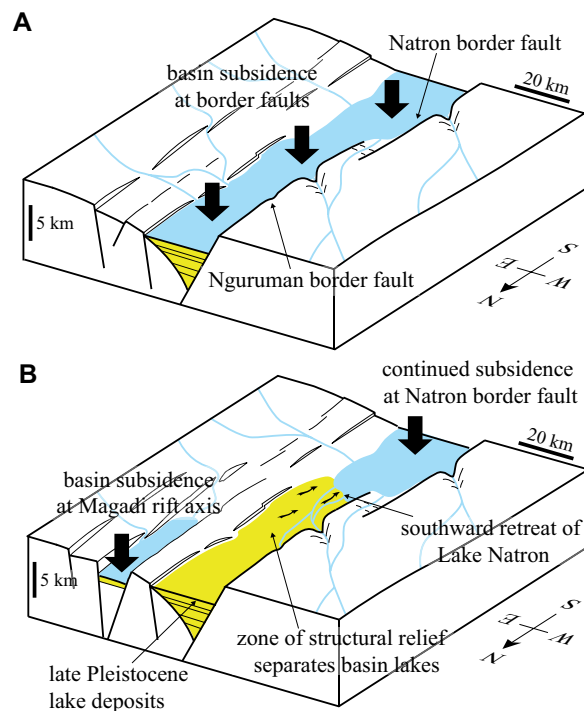 A
Natron border fault
20 km
basin subsidence
at border faults
5 km
Nguruman border fault
S
E
W
N
B
continued subsidence
at Natron border fault
20 km
basin subsidence
at Magadi rift axis
southward retreat of
Lake Natron
5 km
zone of structural relief
separates basin lakes
late Pleistocene
lake deposits
S
E
W
N